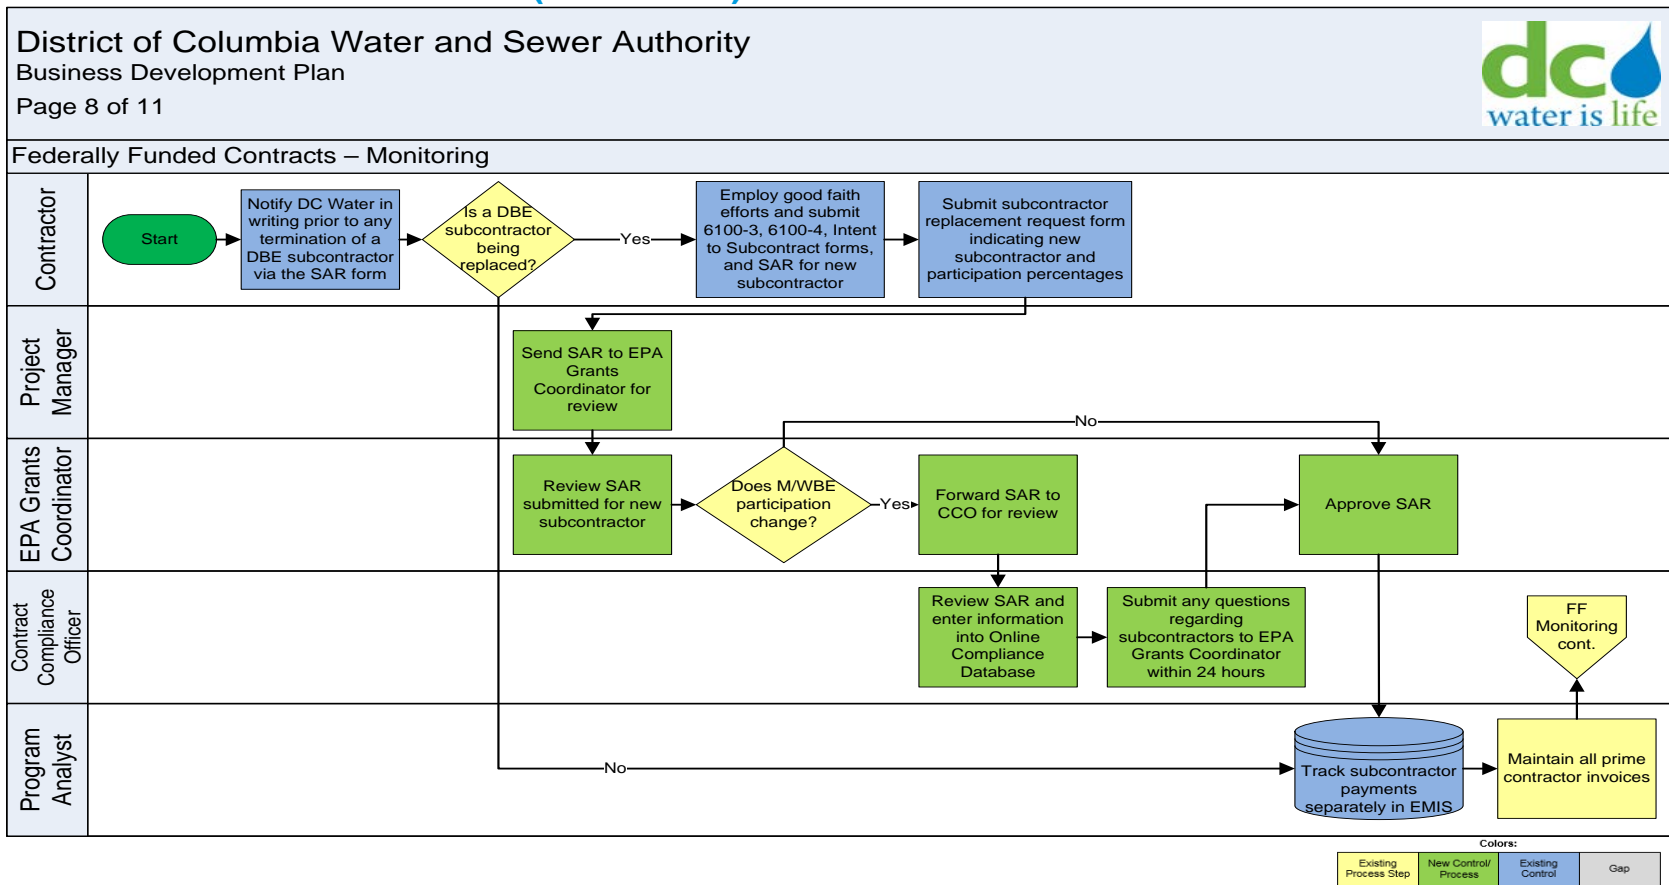 District of Columbia Water and Sewer Authority
Business Development Plan
Page 8 of 11
dc
water is life
Federally Funded Contracts – Monitoring
Contractor
Start
Notify DC Water in
writing prior to any
termination of a
DBE subcontractor
via the SAR form
Is a DBE
subcontractor
being
replaced?
Yes
Employ good faith
efforts and submit
6100-3, 6100-4, Intent
to Subcontract forms,
and SAR for new
subcontractor
Submit subcontractor
replacement request form
indicating new
subcontractor and
participation percentages
Project
Manager
Send SAR to EPA
Grants
Coordinator for
review
No
EPA Grants
Coordinator
Review SAR
submitted for new
subcontractor
Does M/WBE
participation
change?
Yes
Forward SAR to
CCO for review
Approve SAR
Contract
Compliance
Officer
Review SAR and
enter information
into Online
Compliance
Database
Submit any questions
regarding
subcontractors to EPA
Grants Coordinator
within 24 hours
FF
Monitoring
cont.
Program
Analyst
No
Track subcontractor
payments
separately in EMIS
Maintain all prime
contractor invoices
Colors:
Existing
Process Step
New Control/
Process
Existing
Control
Gap